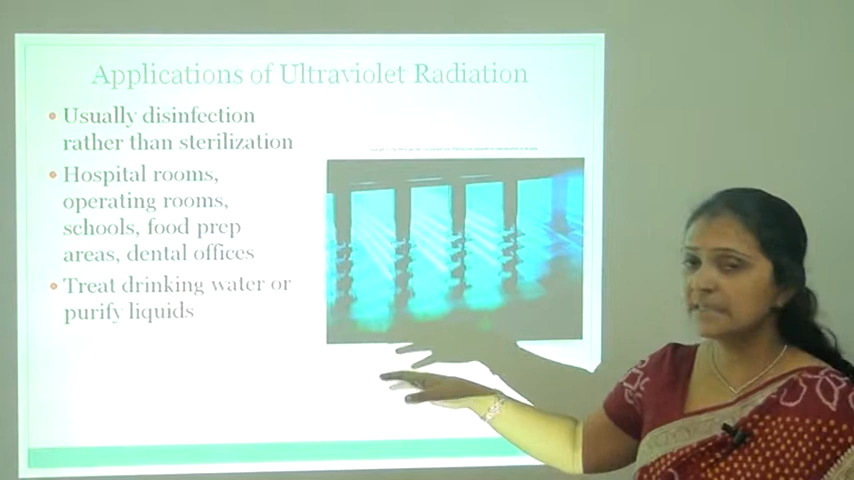 Applications of Ultraviolet Radiation
Usually disinfection
rather than sterilization
Hospital rooms,
operating rooms,
schools, food prep
areas, dental offices
Treat drinking water or
purify liquids